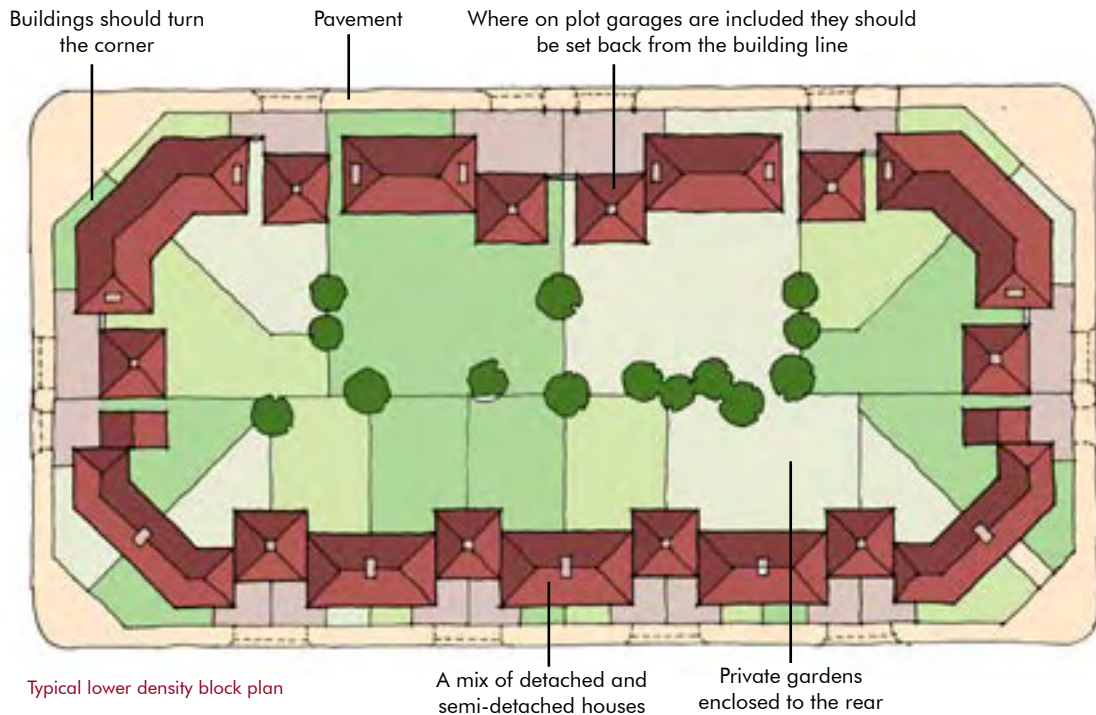 Buildings should turn
the corner
Pavement
Where on plot garages are included they should
be set back from the building line
Typical lower density block plan
A mix of detached and
semi-detached houses
Private gardens
enclosed to the rear